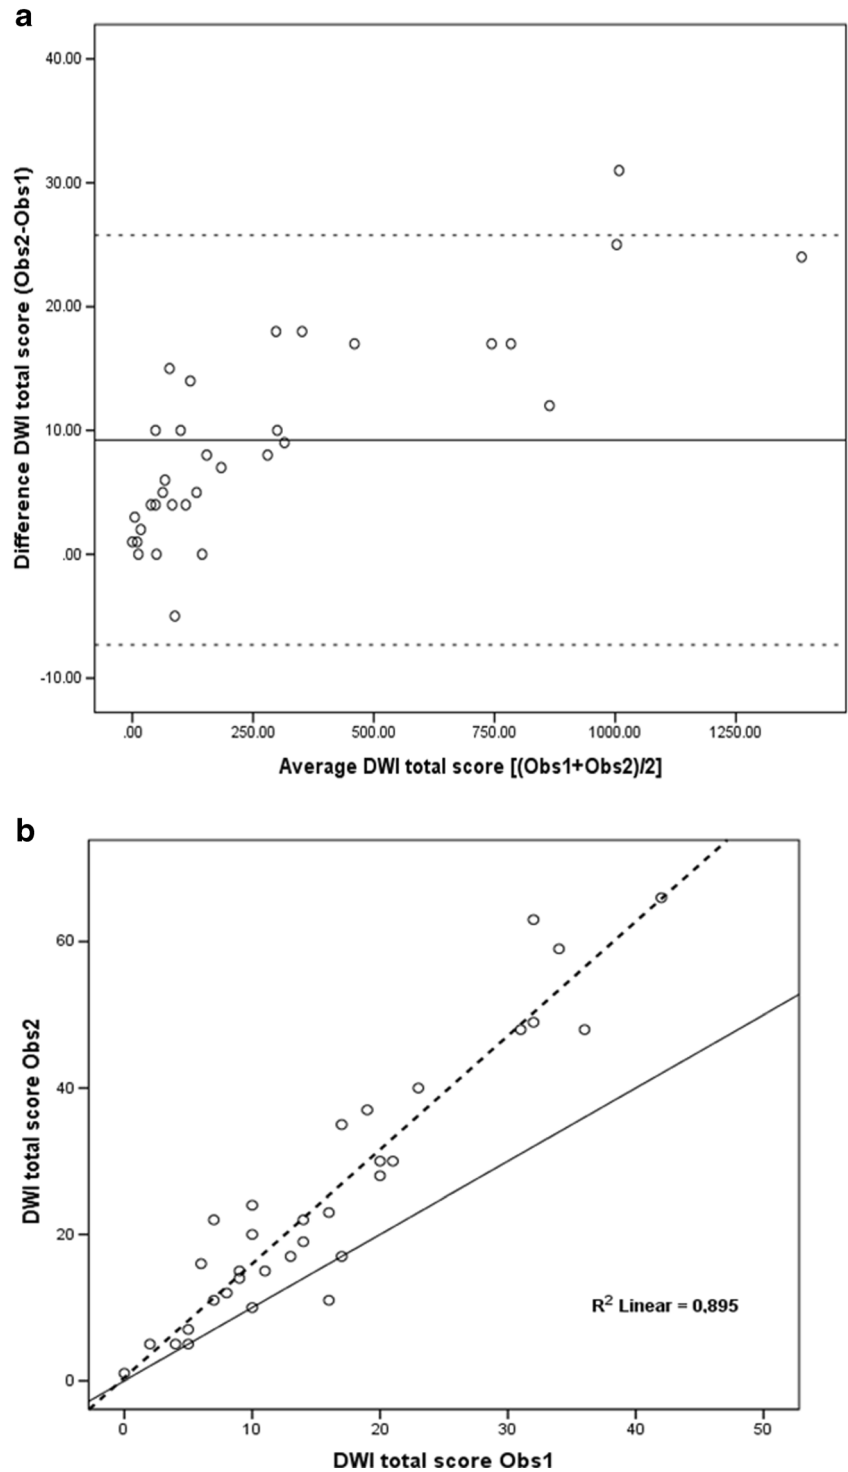 a
40.00
30.00
20.00
10.00
.00
-10.00
Difference DWI total score (Obs2-Obs1)
.00 250.00 500.00 750.00 1000.00 1250.00
Average DWI total score [(Obs1+Obs2)/2]
b
60
40
20
0
DWI total score Obs2
R² Linear = 0,895
0 10 20 30 40 50
DWI total score Obs1